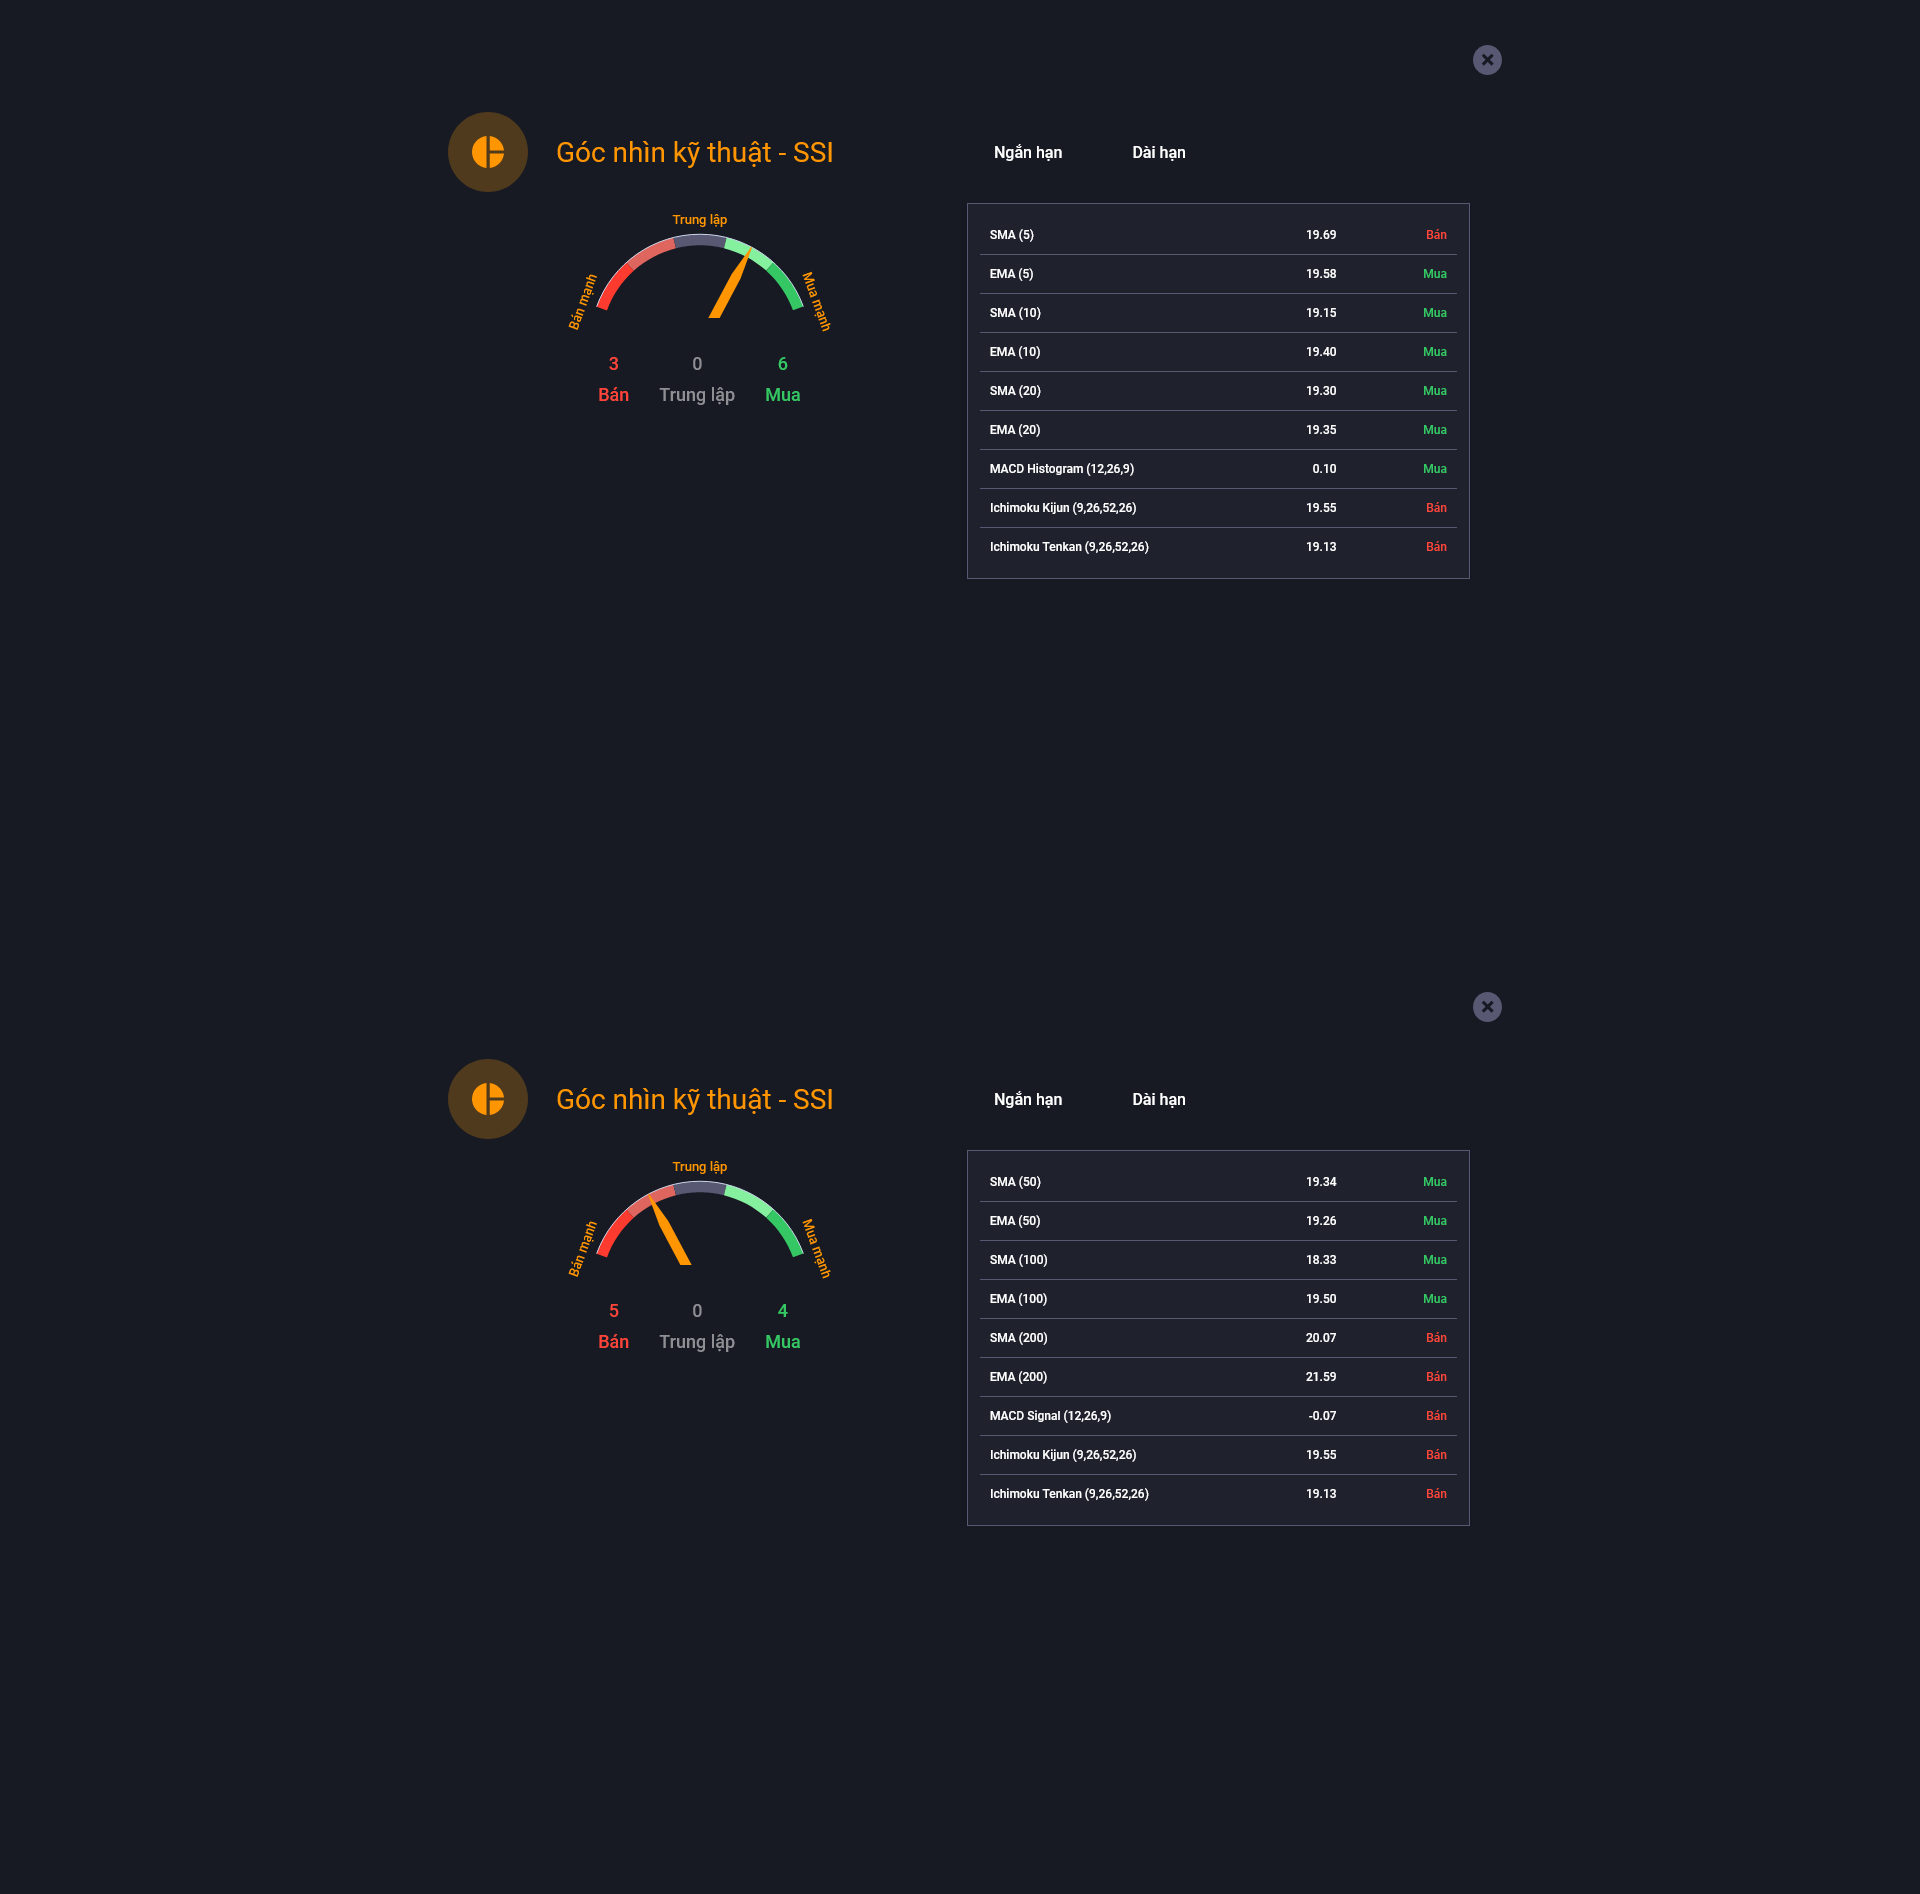 Góc nhìn kỹ thuật - SSI
Ngắn hạn Dài hạn
Trung lập
Bán mạnh
Mua mạnh
3 0 6
Bán Trung lập Mua
SMA (5) 19.69 Bán
EMA (5) 19.58 Mua
SMA (10) 19.15 Mua
EMA (10) 19.40 Mua
SMA (20) 19.30 Mua
EMA (20) 19.35 Mua
MACD Histogram (12,26,9) 0.10 Mua
Ichimoku Kijun (9,26,52,26) 19.55 Bán
Ichimoku Tenkan (9,26,52,26) 19.13 Bán
Góc nhìn kỹ thuật - SSI
Ngắn hạn Dài hạn
Trung lập
Bán mạnh
Mua mạnh
5 0 4
Bán Trung lập Mua
SMA (50) 19.34 Mua
EMA (50) 19.26 Mua
SMA (100) 18.33 Mua
EMA (100) 19.50 Mua
SMA (200) 20.07 Bán
EMA (200) 21.59 Bán
MACD Signal (12,26,9) -0.07 Bán
Ichimoku Kijun (9,26,52,26) 19.55 Bán
Ichimoku Tenkan (9,26,52,26) 19.13 Bán